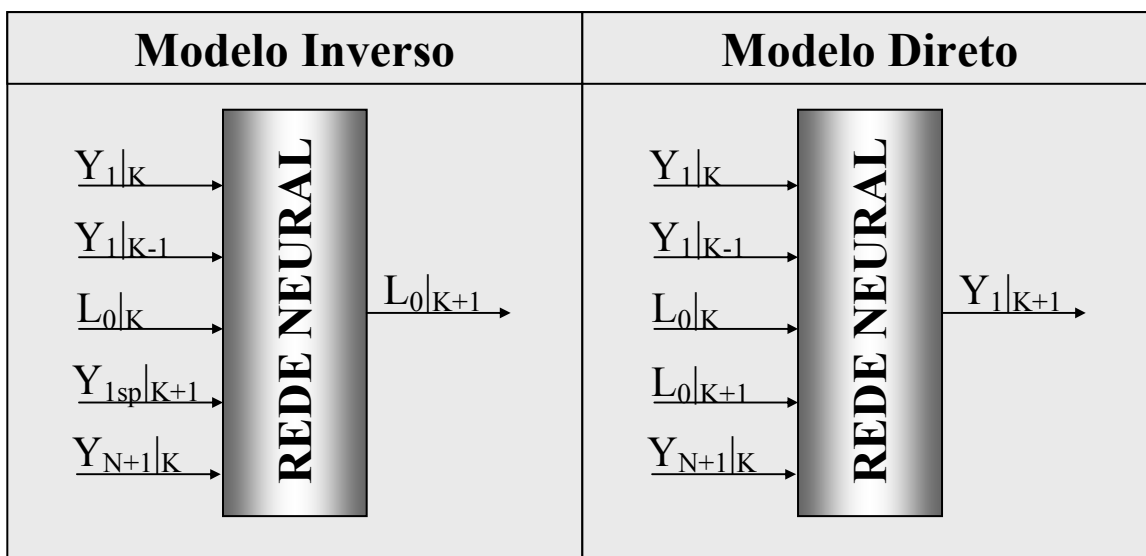 Modelo Inverso
Y1|K
Y1|K-1
L0|K
Y1sp|K+1
YN+1|K
REDE NEURAL
L0|K+1
Modelo Direto
Y1|K
Y1|K-1
L0|K
L0|K+1
YN+1|K
REDE NEURAL
Y1|K+1